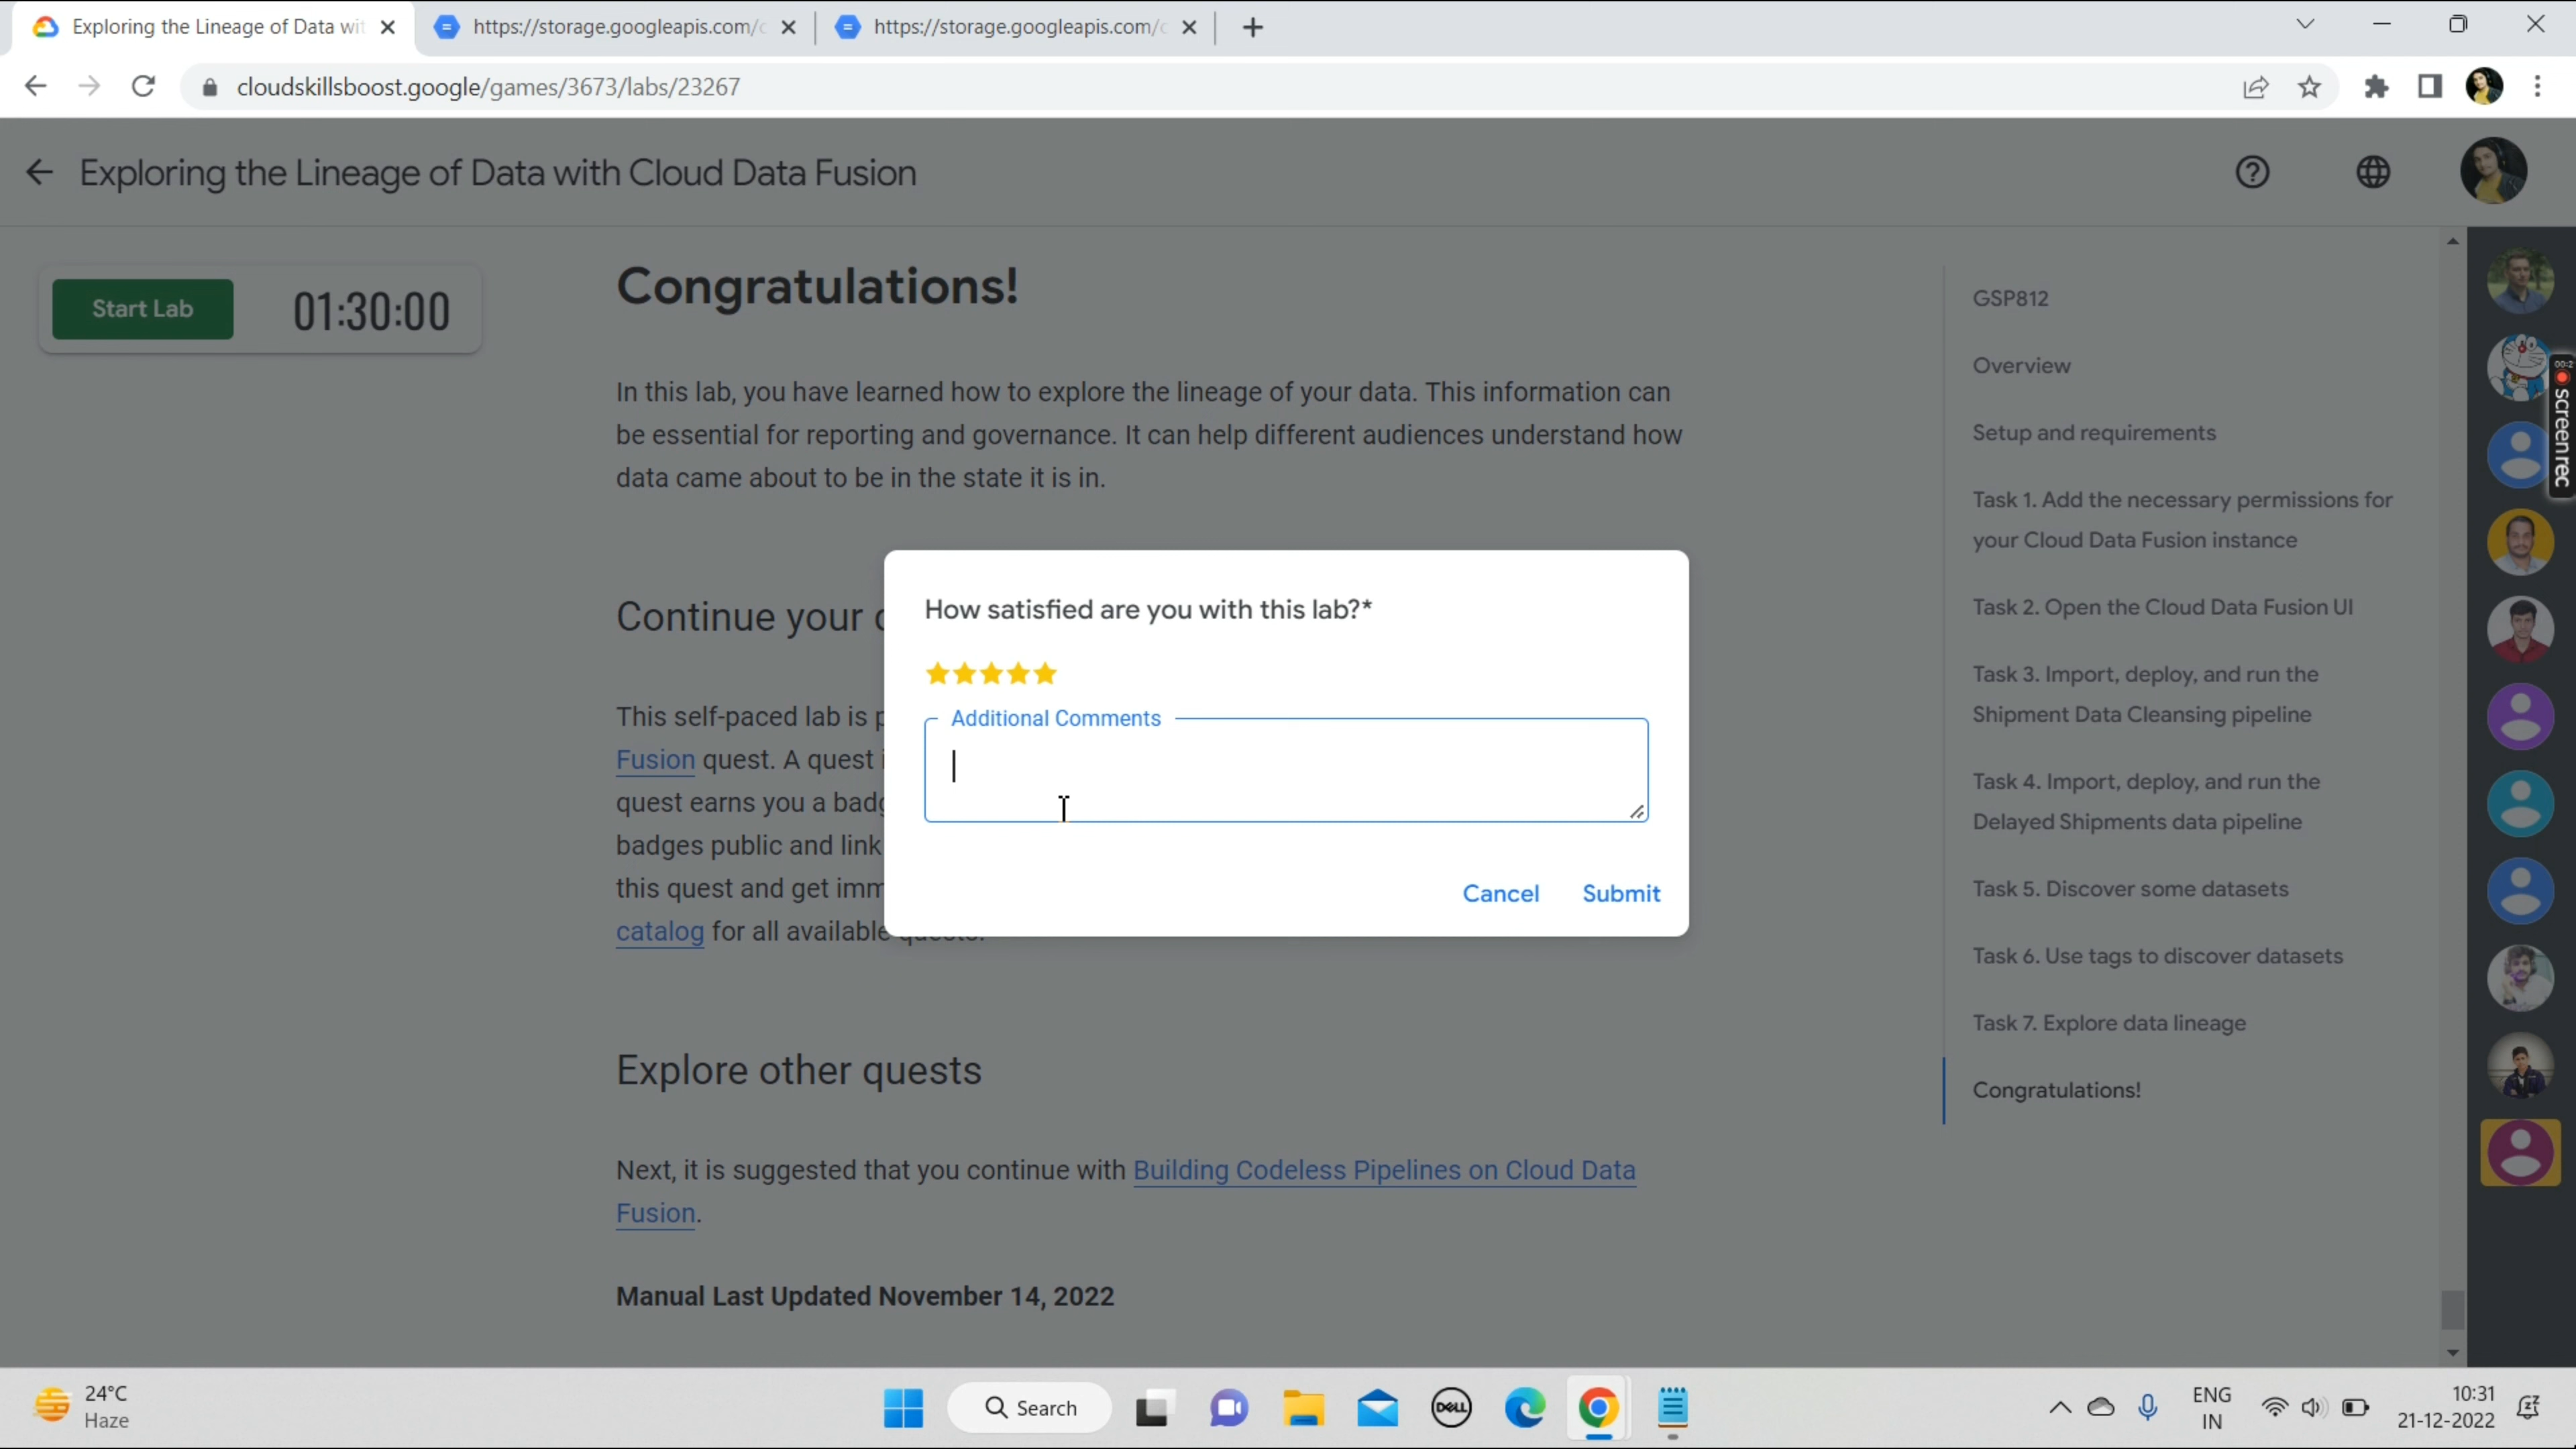 Exploring the Lineage of Data wit
https://storage.googleapis.com/c
https://storage.googleapis.com/c
cloudskillsboost.google/games/3673/labs/23267
Exploring the Lineage of Data with Cloud Data Fusion
Start Lab
01:30:00
Congratulations!
In this lab, you have learned how to explore the lineage of your data. This information can
be essential for reporting and governance. It can help different audiences understand how
data came about to be in the state it is in.
Continue your
This self-paced lab is
Fusion quest. A quest
quest earns you a badg
badges public and link
this quest and get imm
catalog for all available quests.
Explore other quests
Next, it is suggested that you continue with Building Codeless Pipelines on Cloud Data
Fusion.
Manual Last Updated November 14, 2022
How satisfied are you with this lab?*
Additional Comments
Cancel
Submit
GSP812
Overview
Setup and requirements
Task 1. Add the necessary permissions for
your Cloud Data Fusion instance
Task 2. Open the Cloud Data Fusion UI
Task 3. Import, deploy, and run the
Shipment Data Cleansing pipeline
Task 4. Import, deploy, and run the
Delayed Shipments data pipeline
Task 5. Discover some datasets
Task 6. Use tags to discover datasets
Task 7. Explore data lineage
Congratulations!
00:2
screenrec
24°C
Haze
Search
DELL
ENG
IN
10:31
21-12-2022